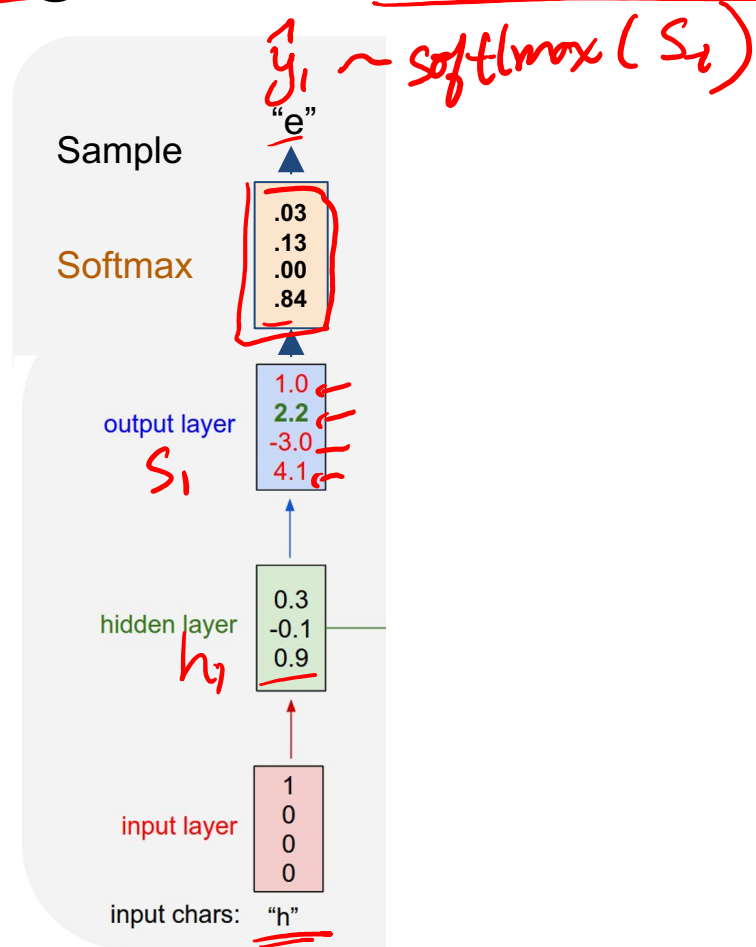 ŷ₁ ~ softmax (S₁)
“e”
Sample
.03
.13
.00
.84
Softmax
1.0
2.2
-3.0
4.1
output layer
S₁
0.3
-0.1
0.9
hidden layer
h₁
1
0
0
0
input layer
input chars: “h”